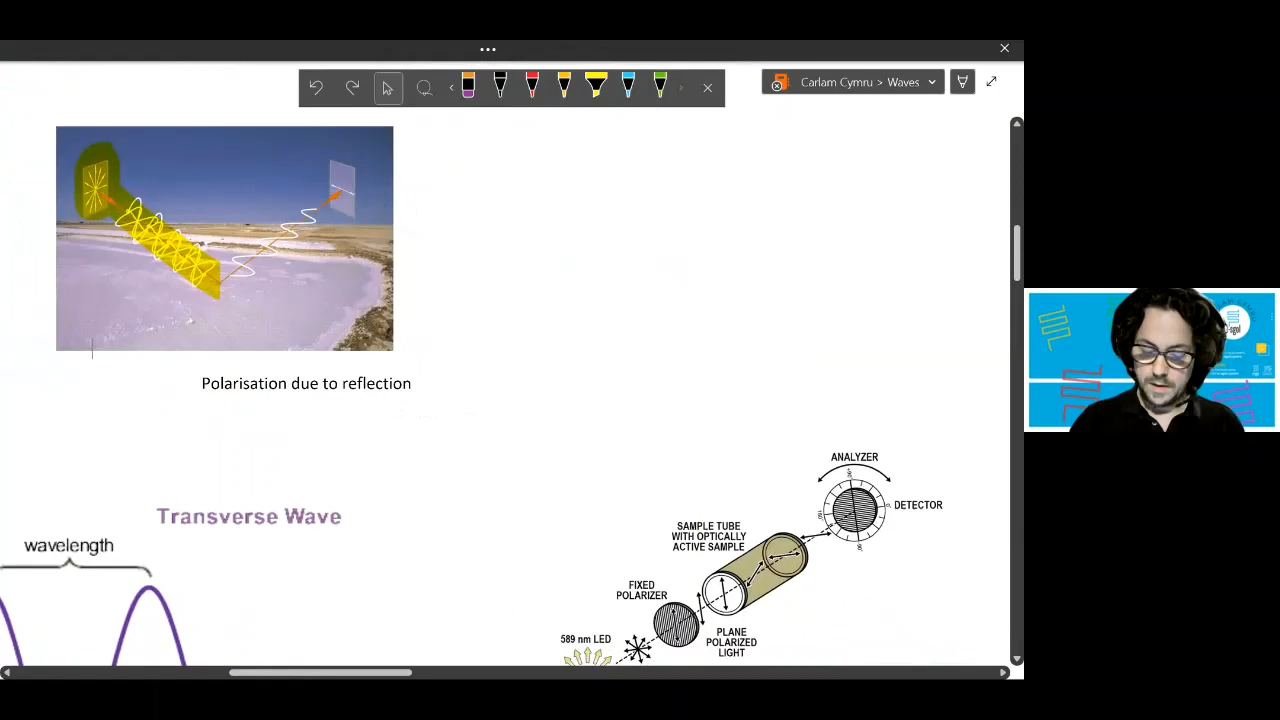 Carlam Cymru > Waves
Polarisation due to reflection
Transverse Wave
wavelength
ANALYZER
DETECTOR
SAMPLE TUBE
WITH OPTICALLY
ACTIVE SAMPLE
FIXED
POLARIZER
PLANE
POLARIZED
LIGHT
589 nm LED